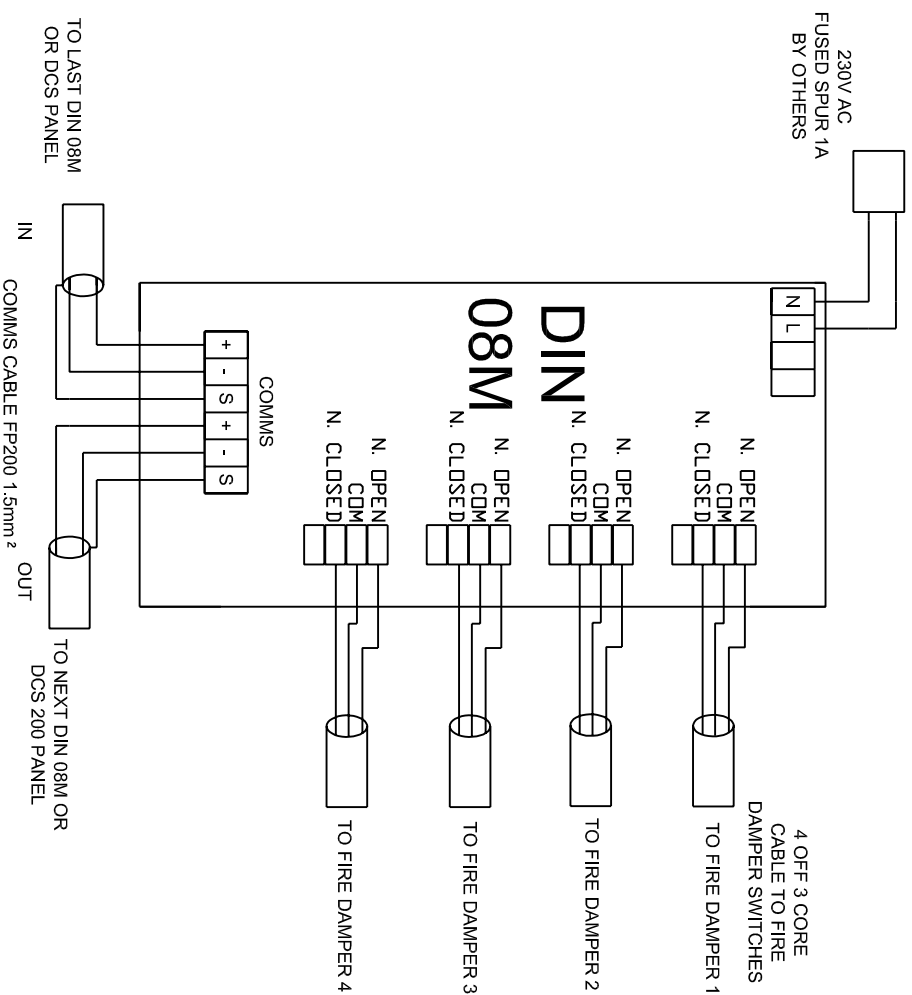 230V AC
FUSED SPUR 1A
BY OTHERS
N L
DIN
08M
4 OFF 3 CORE
CABLE TO FIRE
DAMPER SWITCHES
N. OPEN
COM
N. CLOSED
TO FIRE DAMPER 1
N. OPEN
COM
N. CLOSED
TO FIRE DAMPER 2
N. OPEN
COM
N. CLOSED
TO FIRE DAMPER 3
N. OPEN
COM
N. CLOSED
TO FIRE DAMPER 4
COMMS
+ - S + - S
TO LAST DIN 08M
OR DCS PANEL
IN
COMMS CABLE FP200 1.5mm²
OUT
TO NEXT DIN 08M OR
DCS 200 PANEL